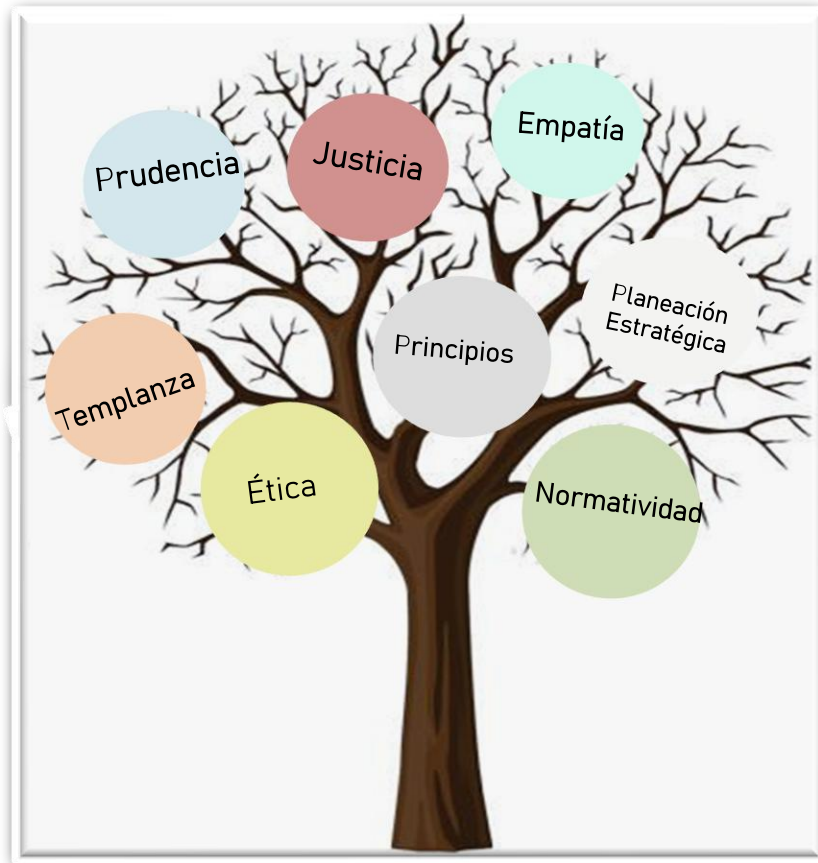 Prudencia
Justicia
Empatía
Templanza
Principios
Planeación
Estratégica
Ética
Normatividad